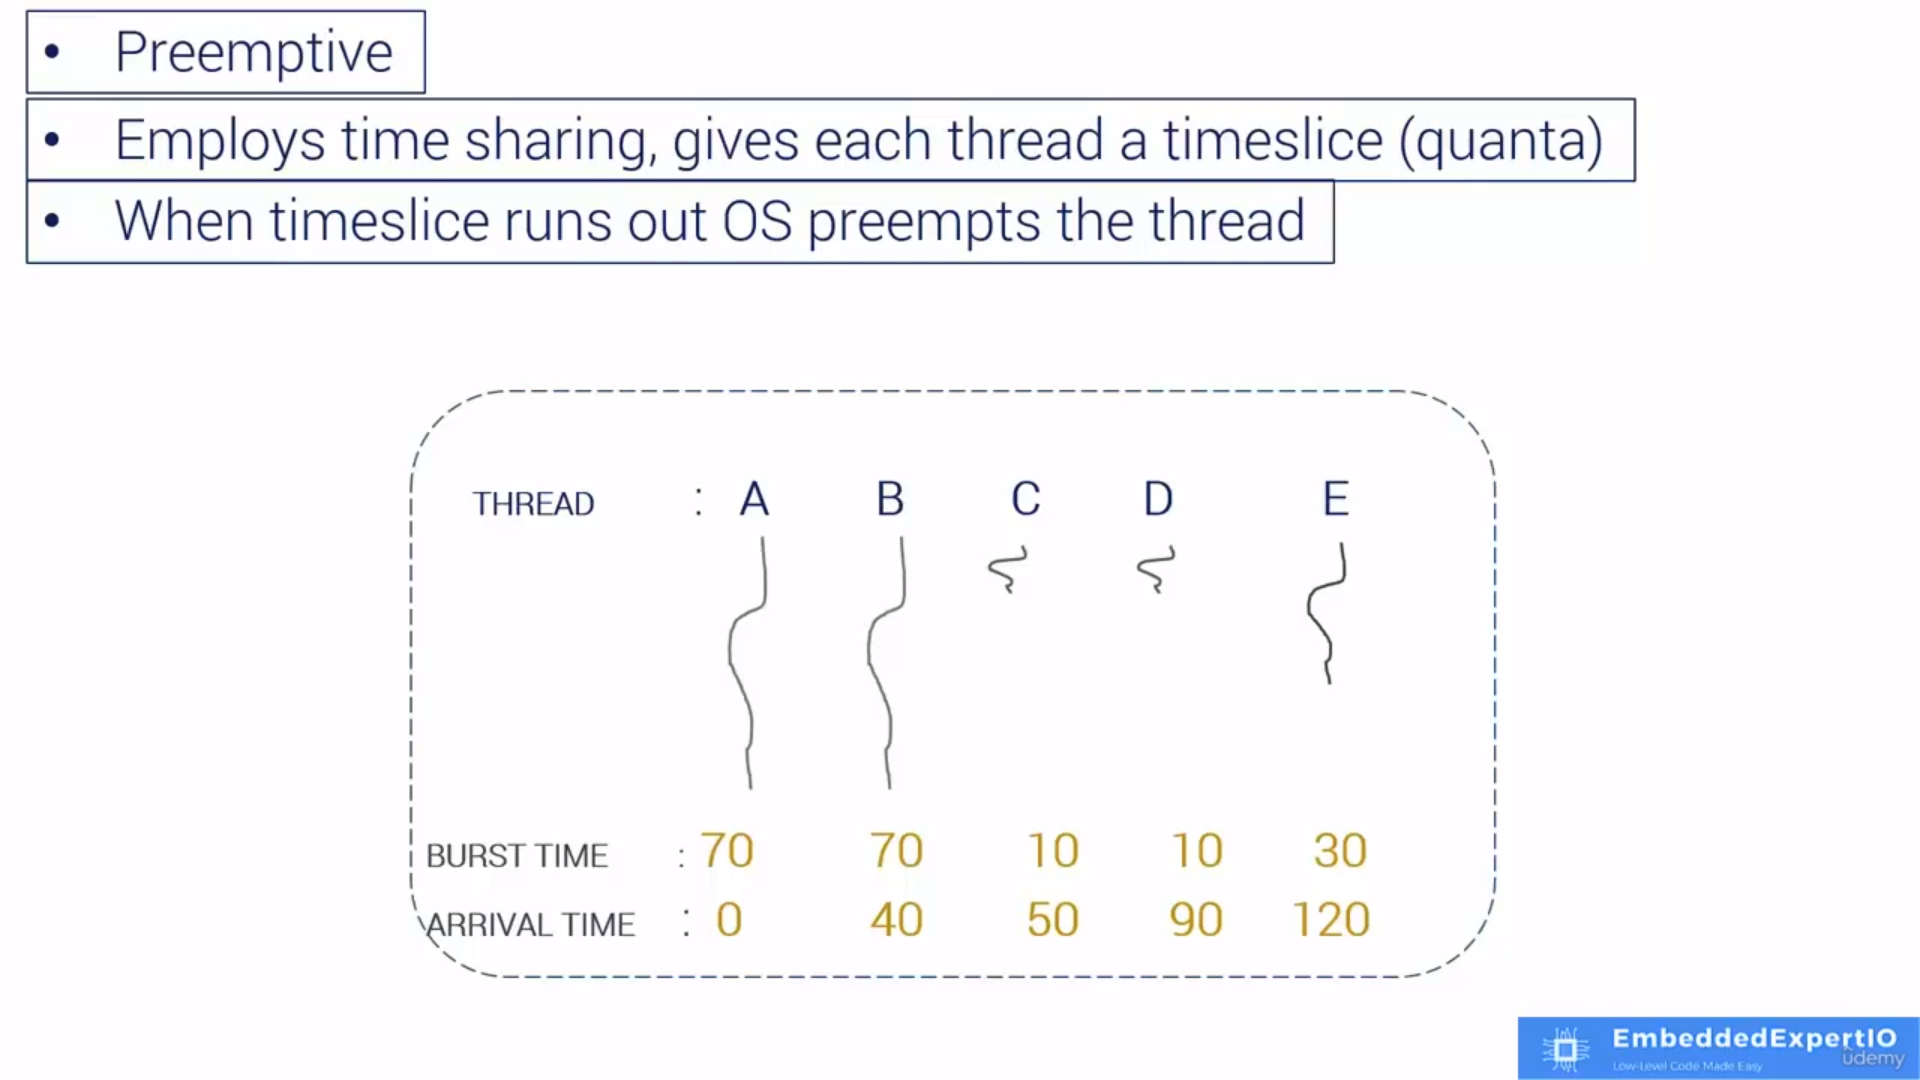 • Preemptive
• Employs time sharing, gives each thread a timeslice (quanta)
• When timeslice runs out OS preempts the thread
THREAD : A B C D E
BURST TIME : 70 70 10 10 30
ARRIVAL TIME : 0 40 50 90 120
EmbeddedExpertIO
Low-Level Code Made Easy
ûdemy